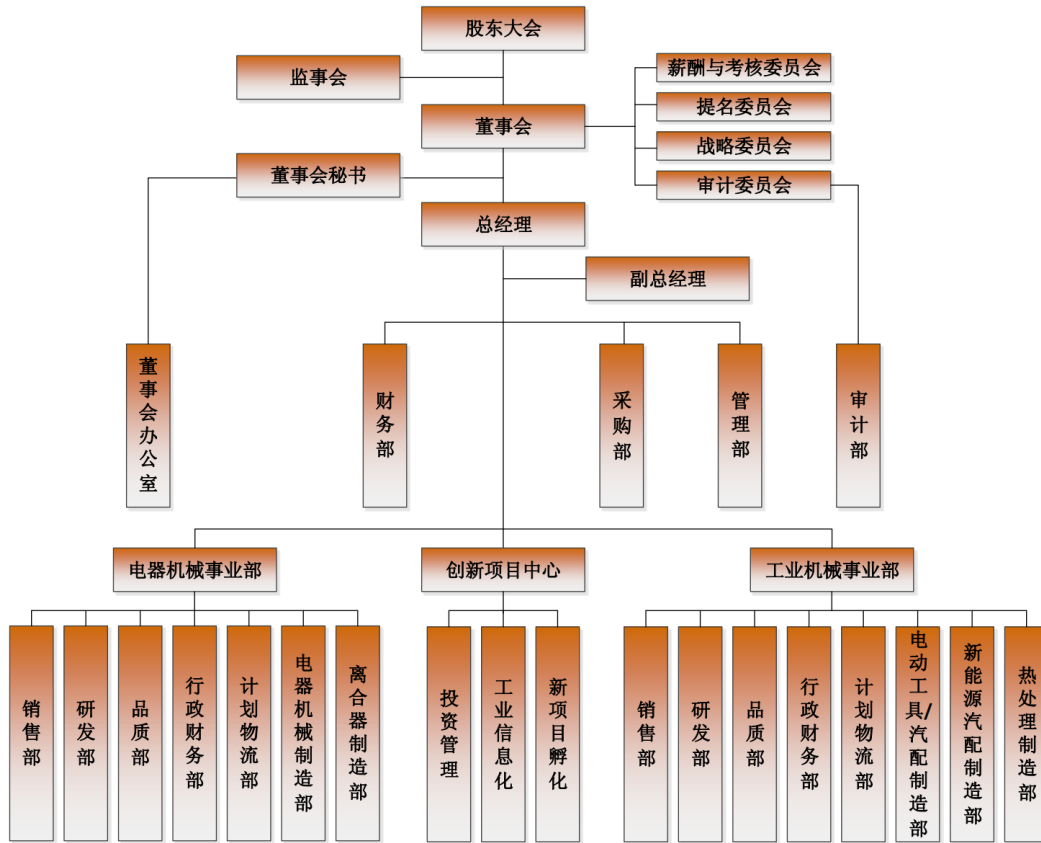 股东大会
监事会
薪酬与考核委员会
董事会
提名委员会
战略委员会
董事会秘书
审计委员会
总经理
副总经理
董事会办公室
财务部
采购部
管理部
审计部
电器机械事业部
创新项目中心
工业机械事业部
销售部
研发部
品质部
行政财务部
计划物流部
电器机械制造部
离合器制造部
投资管理
工业信息化
新项目孵化
销售部
研发部
品质部
行政财务部
计划物流部
电动工具/汽配制造部
新能源汽配制造部
热处理制造部